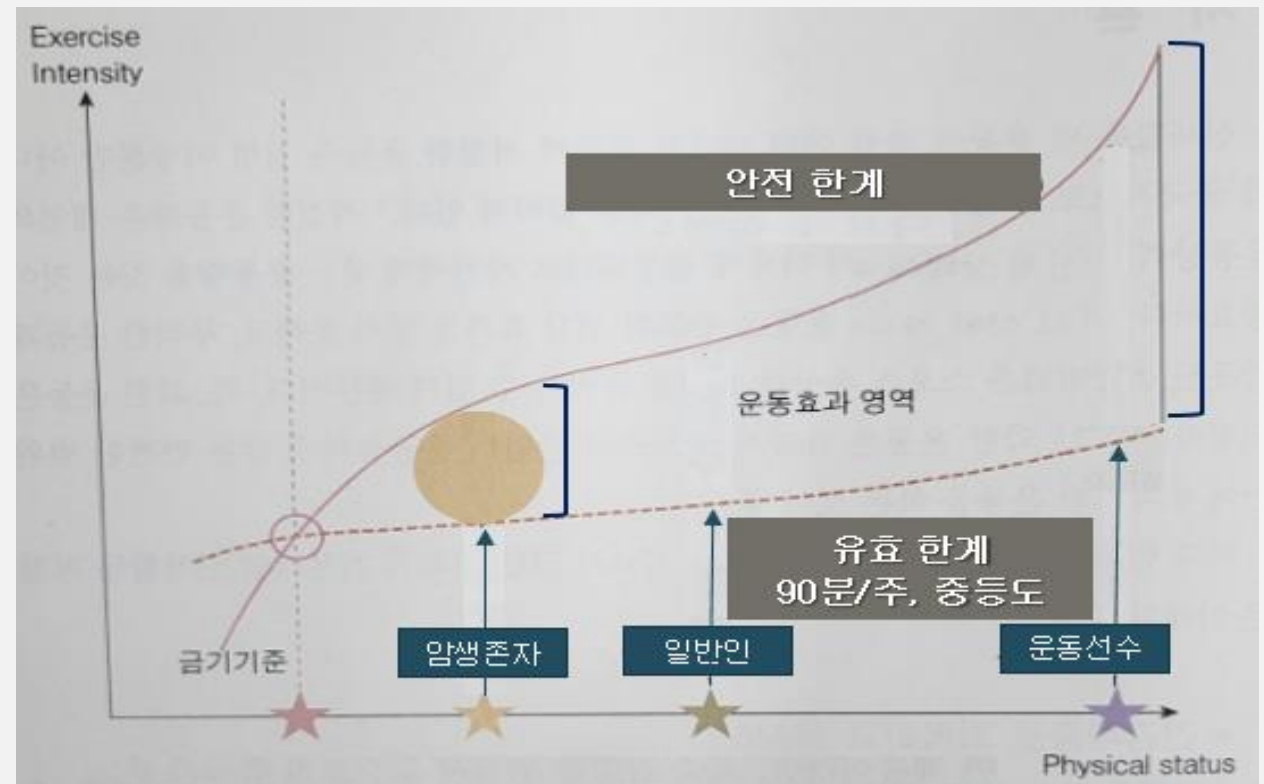 Exercise
Intensity
안전 한계
운동효과 영역
유효 한계
90분/주, 중등도
금기기준
암생존자
일반인
운동선수
Physical status